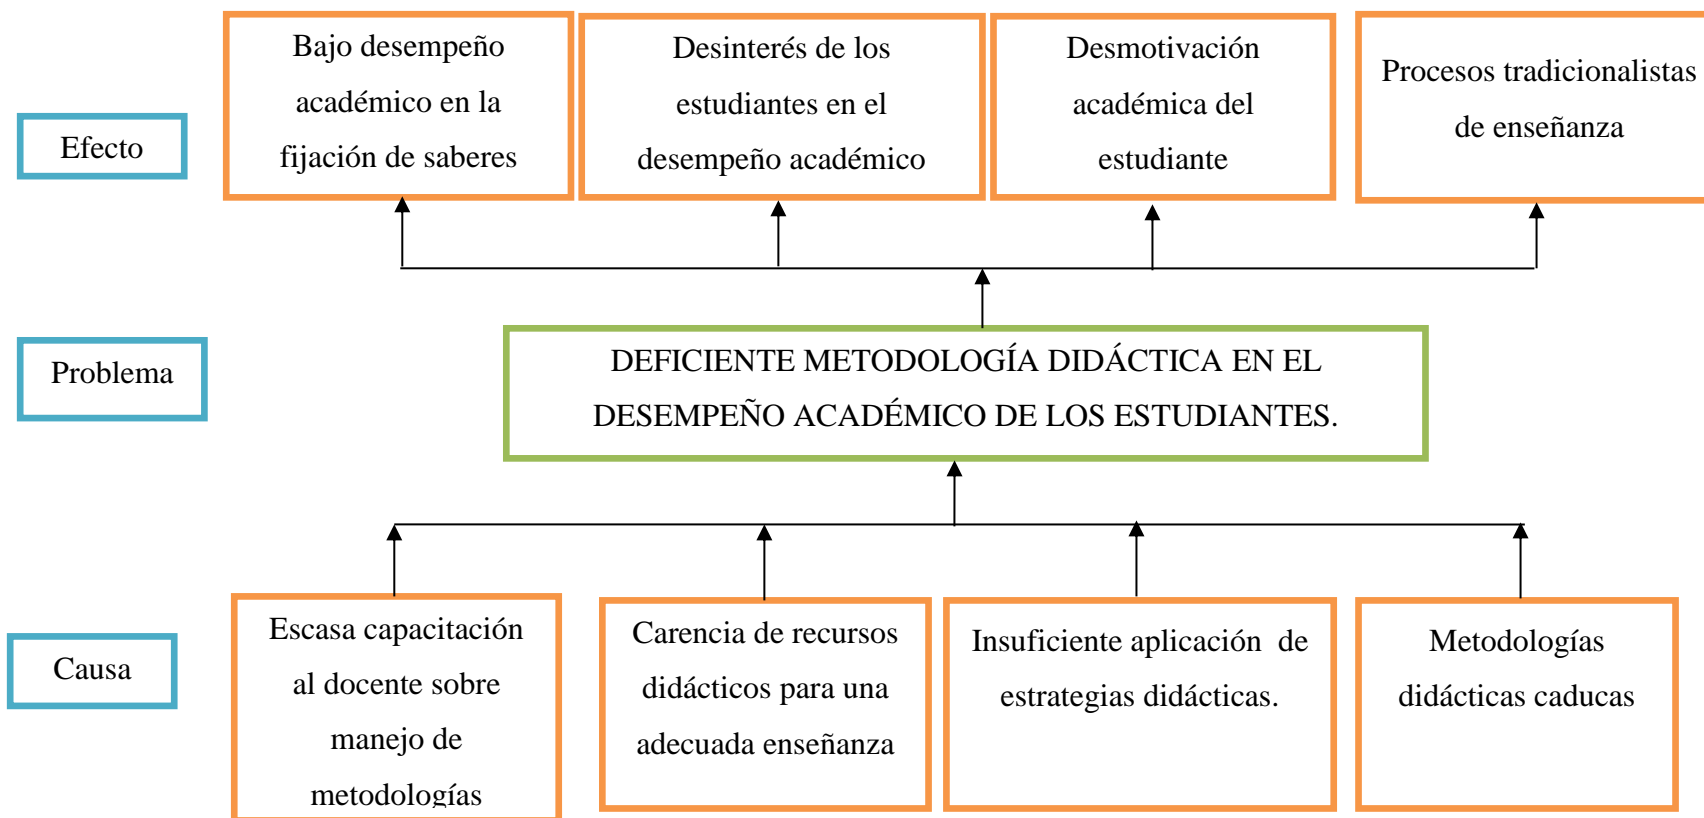 Efecto
Bajo desempeño
académico en la
fijación de saberes
Desinterés de los
estudiantes en el
desempeño académico
Desmotivación
académica del
estudiante
Procesos tradicionalistas
de enseñanza
Problema
DEFICIENTE METODOLOGÍA DIDÁCTICA EN EL
DESEMPEÑO ACADÉMICO DE LOS ESTUDIANTES.
Causa
Escasa capacitación
al docente sobre
manejo de
metodologías
Carencia de recursos
didácticos para una
adecuada enseñanza
Insuficiente aplicación  de
estrategias didácticas.
Metodologías
didácticas caducas